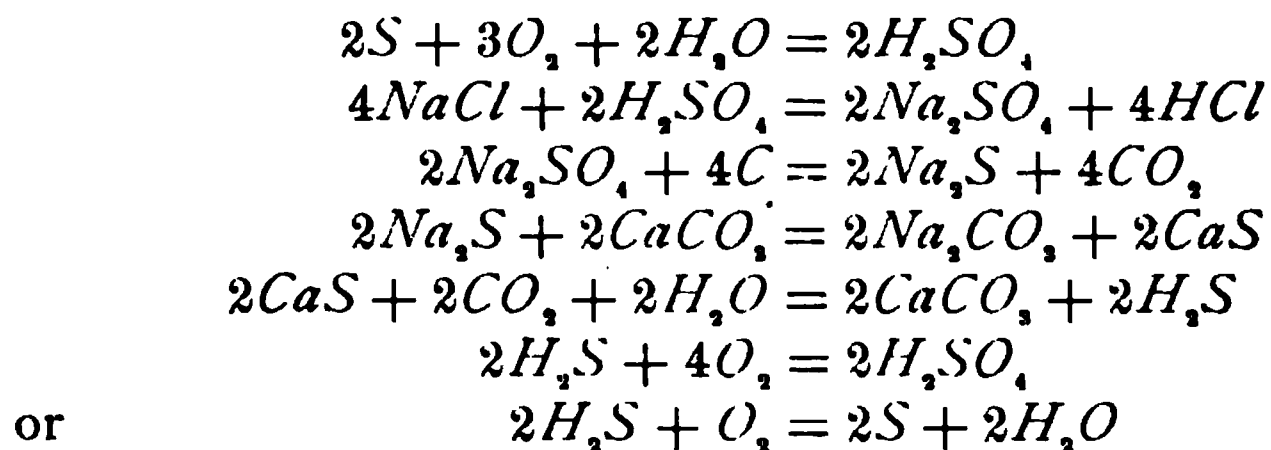 2S + 3O₂ + 2H₂O = 2H₂SO₄
4NaCl + 2H₂SO₄ = 2Na₂SO₄ + 4HCl
2Na₂SO₄ + 4C = 2Na₂S + 4CO₂
2Na₂S + 2CaCO₃ = 2Na₂CO₃ + 2CaS
2CaS + 2CO₂ + 2H₂O = 2CaCO₃ + 2H₂S
2H₂S + 4O₂ = 2H₂SO₄
or 2H₂S + O₂ = 2S + 2H₂O